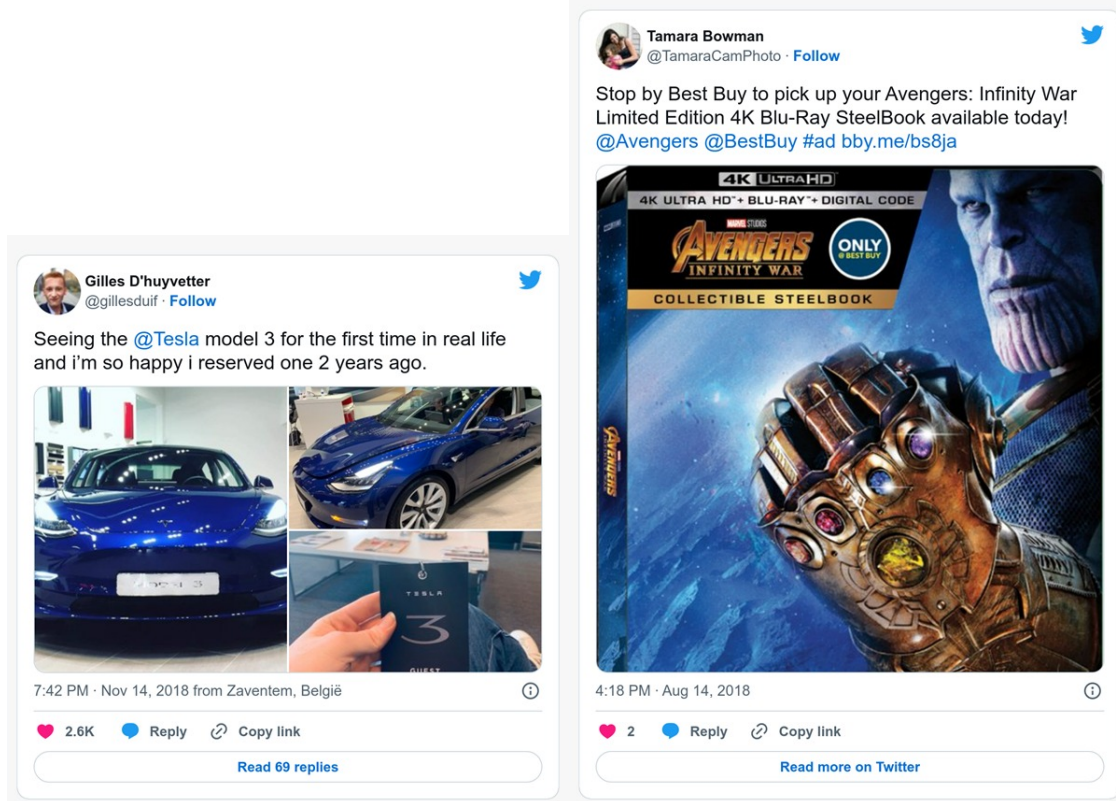 Gilles D'huyvetter
@gillesduif · Follow
Seeing the @Tesla model 3 for the first time in real life
and i'm so happy i reserved one 2 years ago.
TESLA
3
GUEST
7:42 PM · Nov 14, 2018 from Zaventem, België
2.6K Reply Copy link
Read 69 replies
Tamara Bowman
@TamaraCamPhoto · Follow
Stop by Best Buy to pick up your Avengers: Infinity War
Limited Edition 4K Blu-Ray SteelBook available today!
@Avengers @BestBuy #ad bby.me/bs8ja
4K ULTRA HD
4K ULTRA HD™+ BLU-RAY™+ DIGITAL CODE
MARVEL STUDIOS
AVENGERS
INFINITY WAR
ONLY
@ BEST BUY
COLLECTIBLE STEELBOOK
AVENGERS
4:18 PM · Aug 14, 2018
2 Reply Copy link
Read more on Twitter